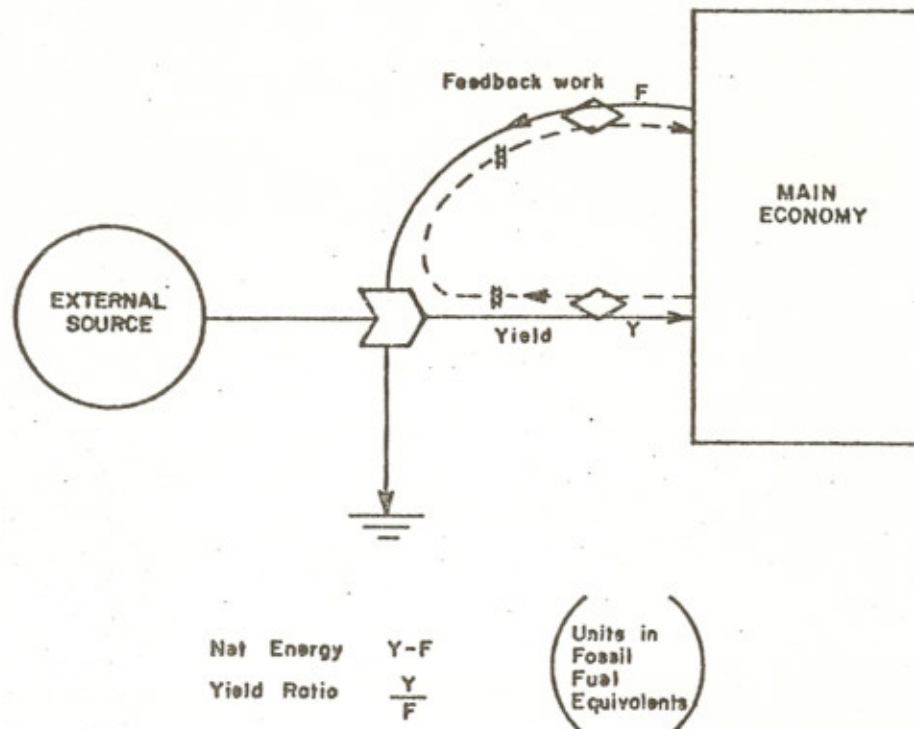 Feedback work
F
MAIN
ECONOMY
EXTERNAL
SOURCE
Yield
Y
Net Energy Y-F
Yield Ratio Y
F
Units in
Fossil
Fuel
Equivalents
$
$